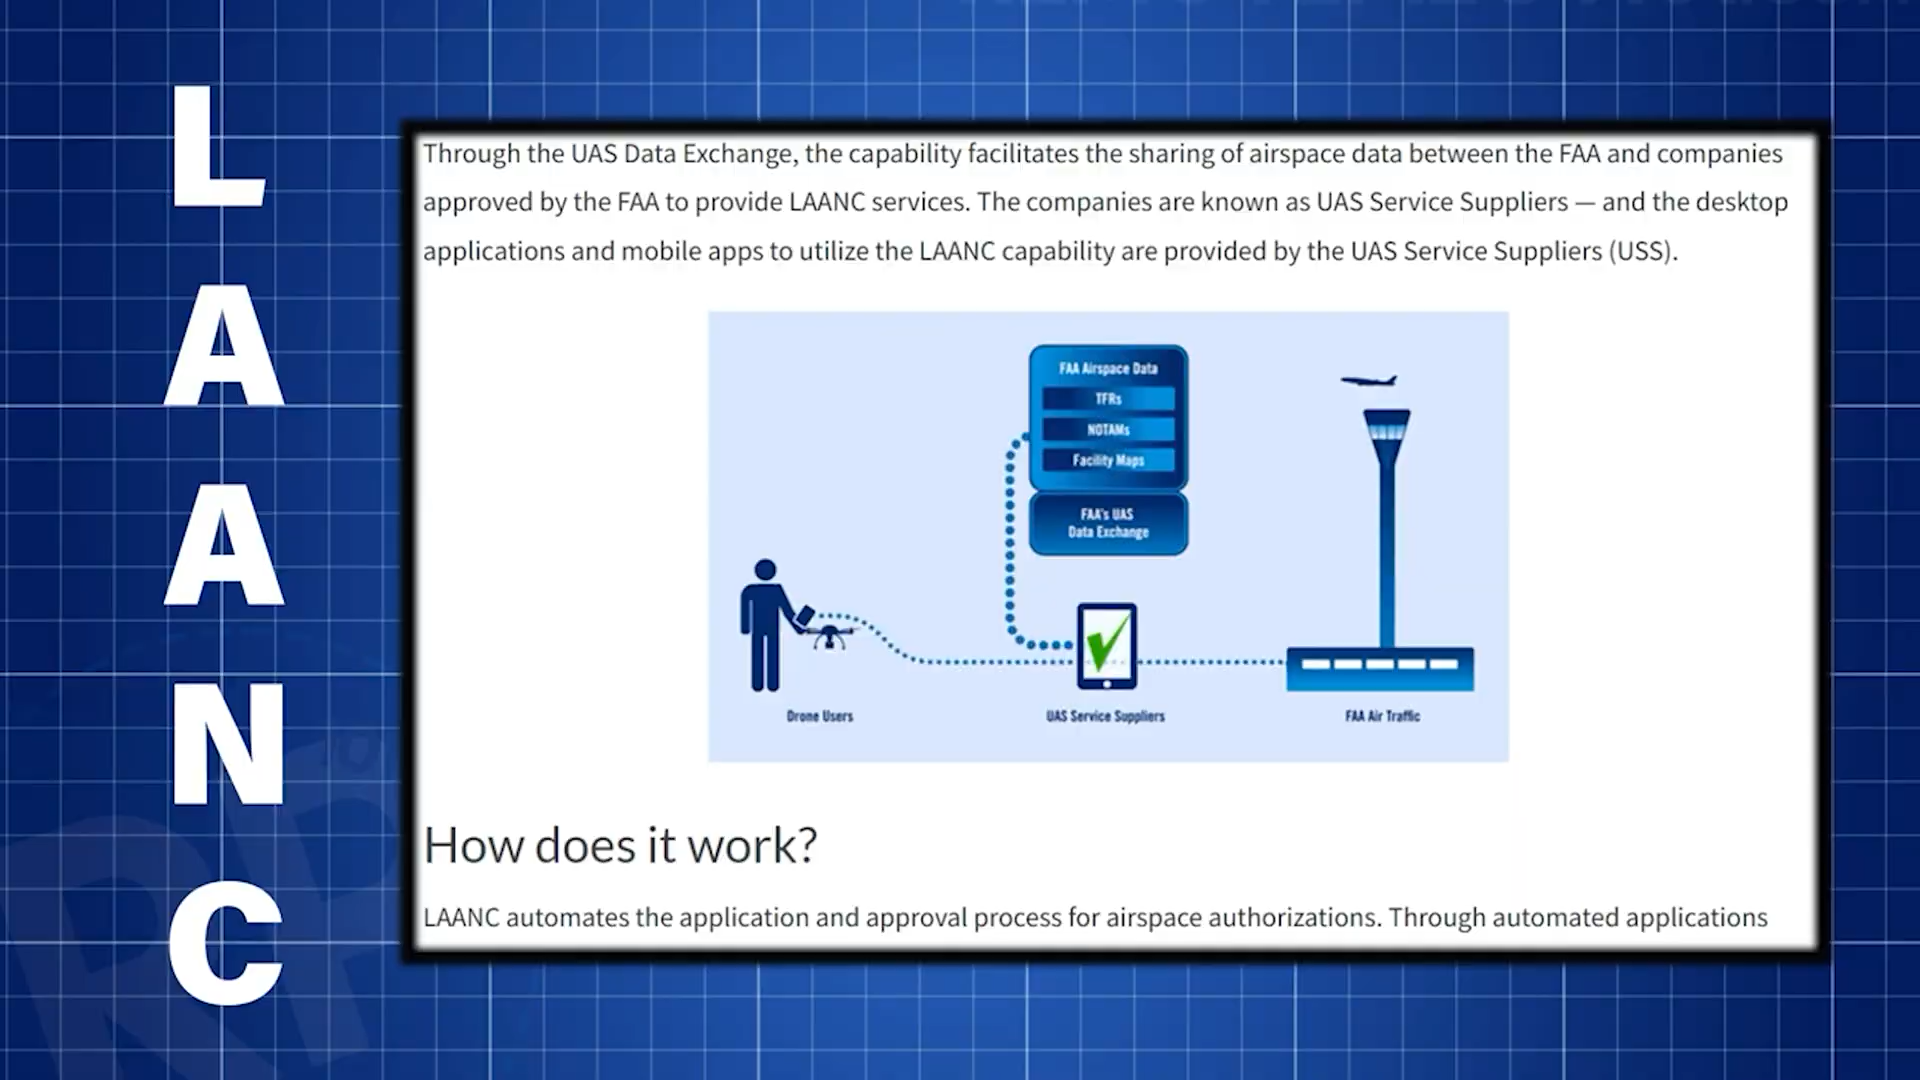 L
A
A
N
C
Through the UAS Data Exchange, the capability facilitates the sharing of airspace data between the FAA and companies
approved by the FAA to provide LAANC services. The companies are known as UAS Service Suppliers — and the desktop
applications and mobile apps to utilize the LAANC capability are provided by the UAS Service Suppliers (USS).
FAA Airspace Data
TFRs
NOTAMs
Facility Maps
FAA's UAS
Data Exchange
Drone Users
UAS Service Suppliers
FAA Air Traffic
How does it work?
LAANC automates the application and approval process for airspace authorizations. Through automated applications